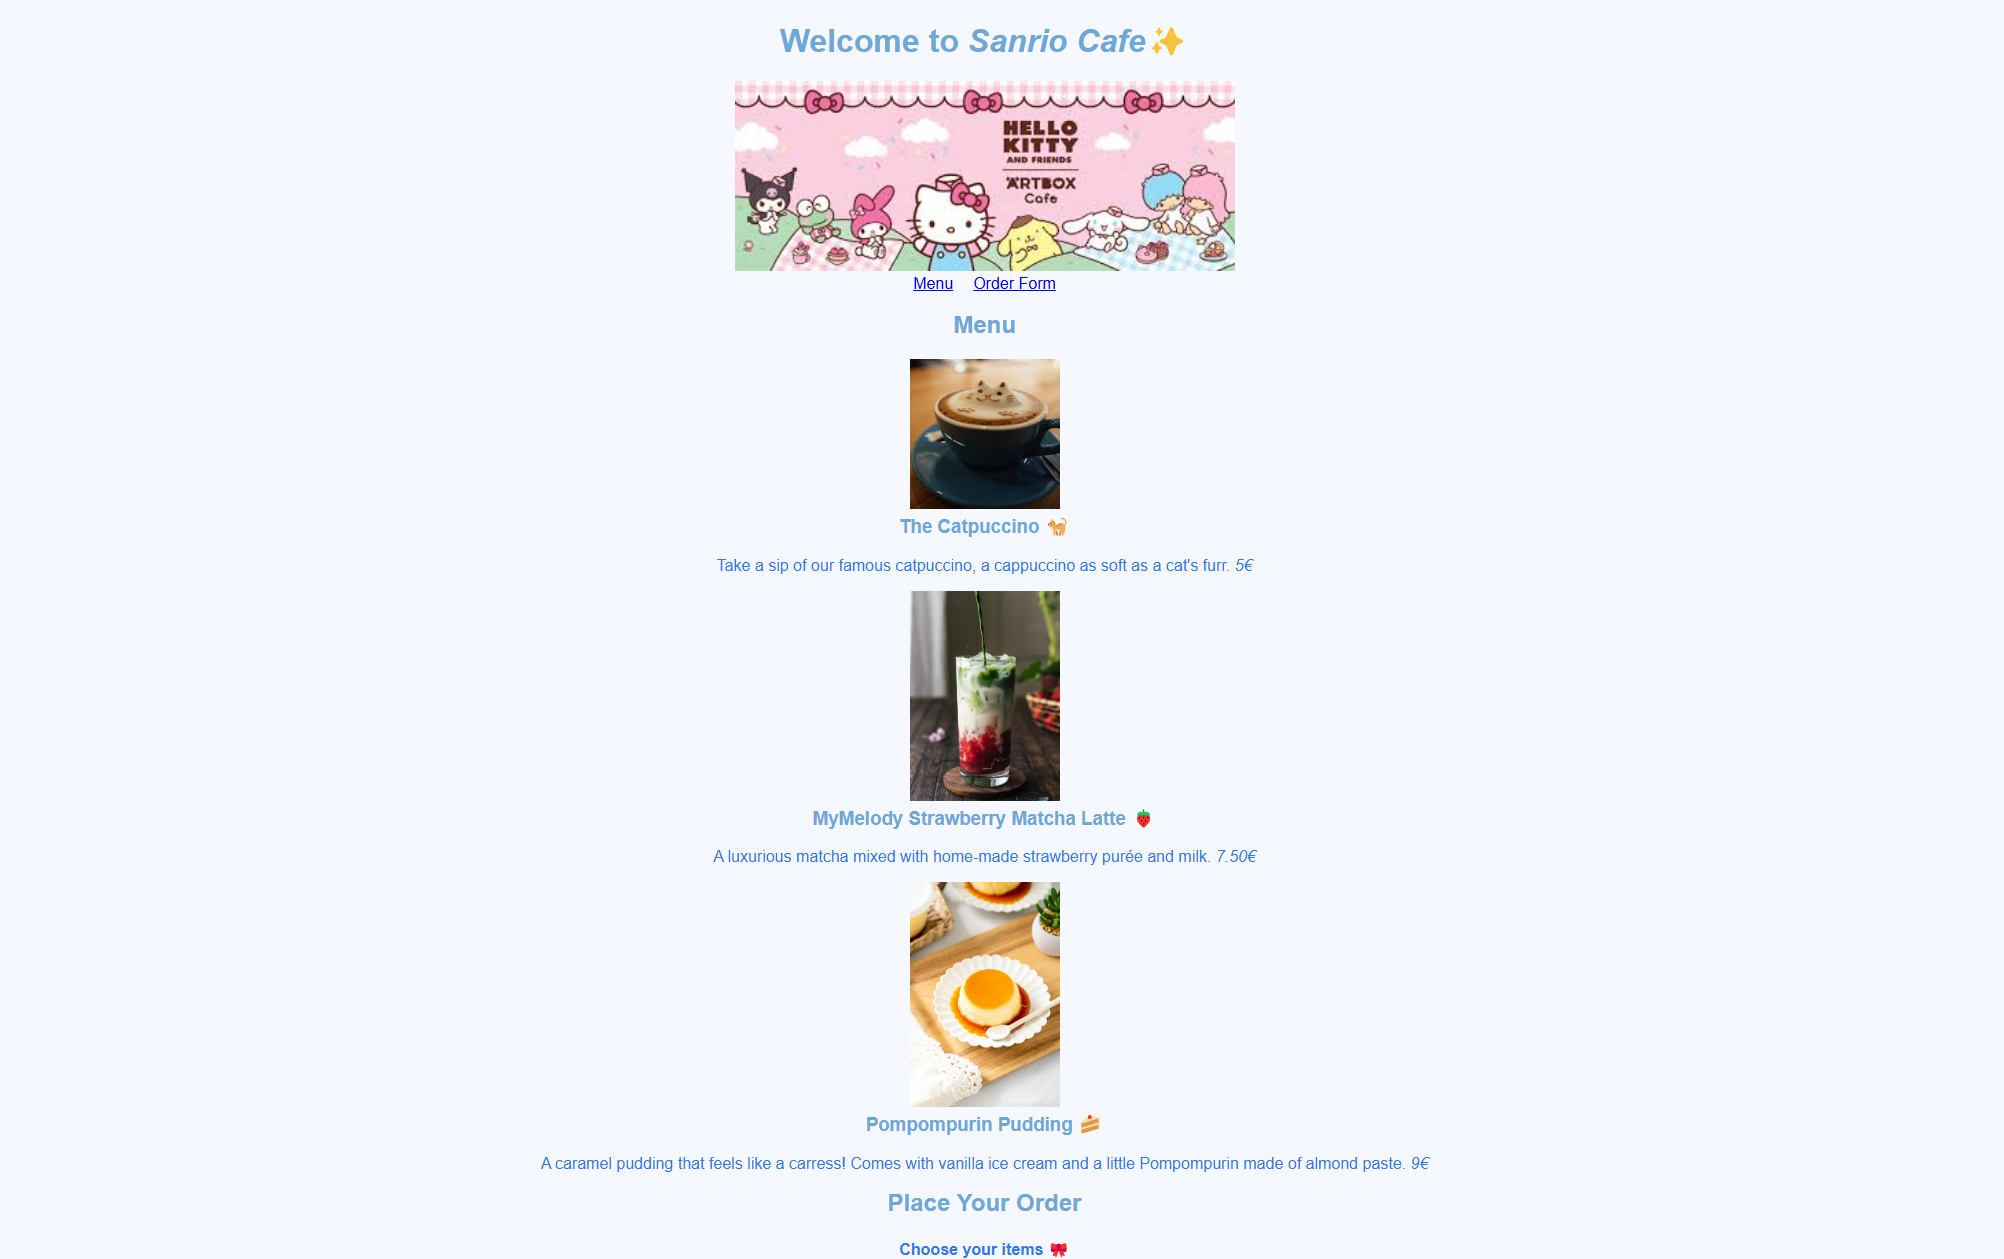 Welcome to Sanrio Cafe✨
HELLO
KITTY
AND FRIENDS
ARTBOX
Cafe
Menu Order Form
Menu
The Catpuccino 🐈
Take a sip of our famous catpuccino, a cappuccino as soft as a cat's furr. 5€
MyMelody Strawberry Matcha Latte 🍓
A luxurious matcha mixed with home-made strawberry purée and milk. 7.50€
Pompompurin Pudding 🍰
A caramel pudding that feels like a carress! Comes with vanilla ice cream and a little Pompompurin made of almond paste. 9€
Place Your Order
Choose your items 🎀